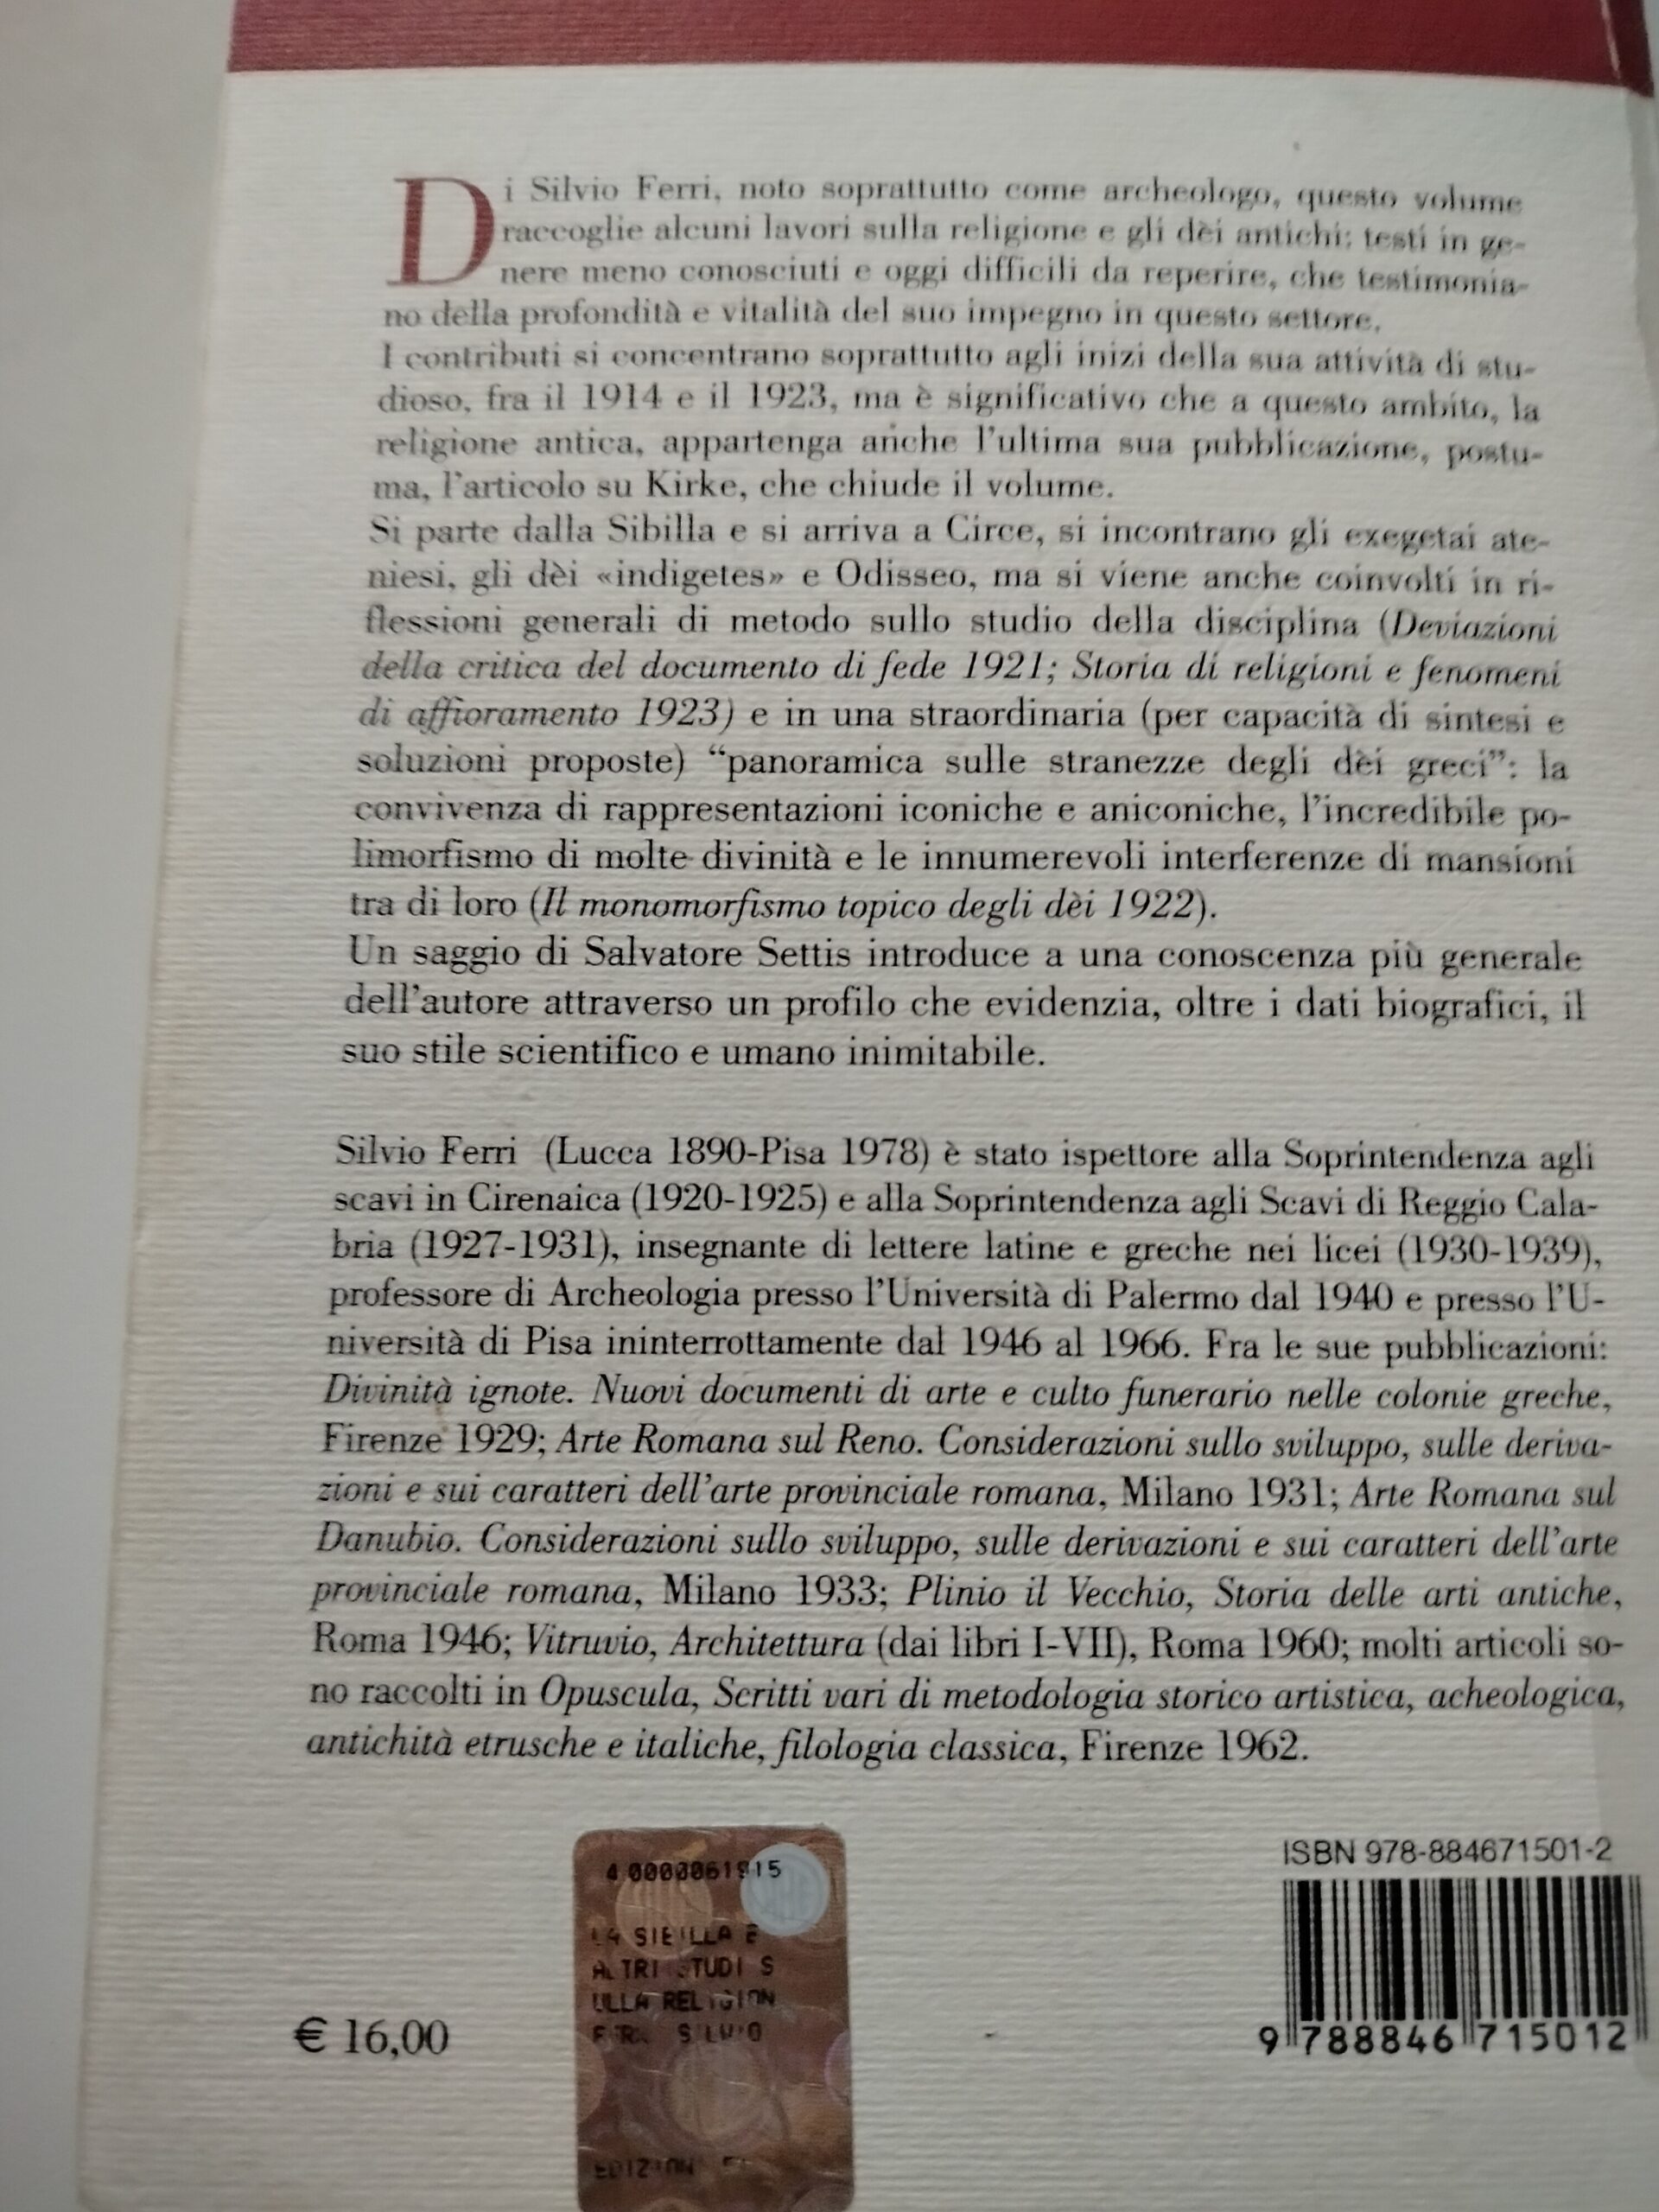 Di Silvio Ferri, noto soprattutto come archeologo, questo volume
raccoglie alcuni lavori sulla religione e gli dèi antichi: testi in ge-
nere meno conosciuti e oggi difficili da reperire, che testimonia-
no della profondità e vitalità del suo impegno in questo settore.
I contributi si concentrano soprattutto agli inizi della sua attività di stu-
dioso, fra il 1914 e il 1923, ma è significativo che a questo ambito, la
religione antica, appartenga anche l'ultima sua pubblicazione, postu-
ma, l'articolo su Kirke, che chiude il volume.
Si parte dalla Sibilla e si arriva a Circe, si incontrano gli exegetai ate-
niesi, gli dèi «indigetes» e Odisseo, ma si viene anche coinvolti in ri-
flessioni generali di metodo sullo studio della disciplina (Deviazioni
della critica del documento di fede 1921; Storia di religioni e fenomeni
di affioramento 1923) e in una straordinaria (per capacità di sintesi e
soluzioni proposte) “panoramica sulle stranezze degli dèi greci”: la
convivenza di rappresentazioni iconiche e aniconiche, l'incredibile po-
limorfismo di molte divinità e le innumerevoli interferenze di mansioni
tra di loro (Il monomorfismo topico degli dèi 1922).
Un saggio di Salvatore Settis introduce a una conoscenza più generale
dell'autore attraverso un profilo che evidenzia, oltre i dati biografici, il
suo stile scientifico e umano inimitabile.
Silvio Ferri (Lucca 1890-Pisa 1978) è stato ispettore alla Soprintendenza agli
scavi in Cirenaica (1920-1925) e alla Soprintendenza agli Scavi di Reggio Cala-
bria (1927-1931), insegnante di lettere latine e greche nei licei (1930-1939),
professore di Archeologia presso l'Università di Palermo dal 1940 e presso l'U-
niversità di Pisa ininterrottamente dal 1946 al 1966. Fra le sue pubblicazioni:
Divinità ignote. Nuovi documenti di arte e culto funerario nelle colonie greche,
Firenze 1929; Arte Romana sul Reno. Considerazioni sullo sviluppo, sulle deriva-
zioni e sui caratteri dell'arte provinciale romana, Milano 1931; Arte Romana sul
Danubio. Considerazioni sullo sviluppo, sulle derivazioni e sui caratteri dell'arte
provinciale romana, Milano 1933; Plinio il Vecchio, Storia delle arti antiche,
Roma 1946; Vitruvio, Architettura (dai libri I-VII), Roma 1960; molti articoli so-
no raccolti in Opuscula, Scritti vari di metodologia storico artistica, acheologica,
antichità etrusche e italiche, filologia classica, Firenze 1962.
4 0000061915
LA SIBILLA E
ALTRI STUDI S
ULLA RELIGION
SILVIO
€ 16,00
ISBN 978-884671501-2
9 788846 715012